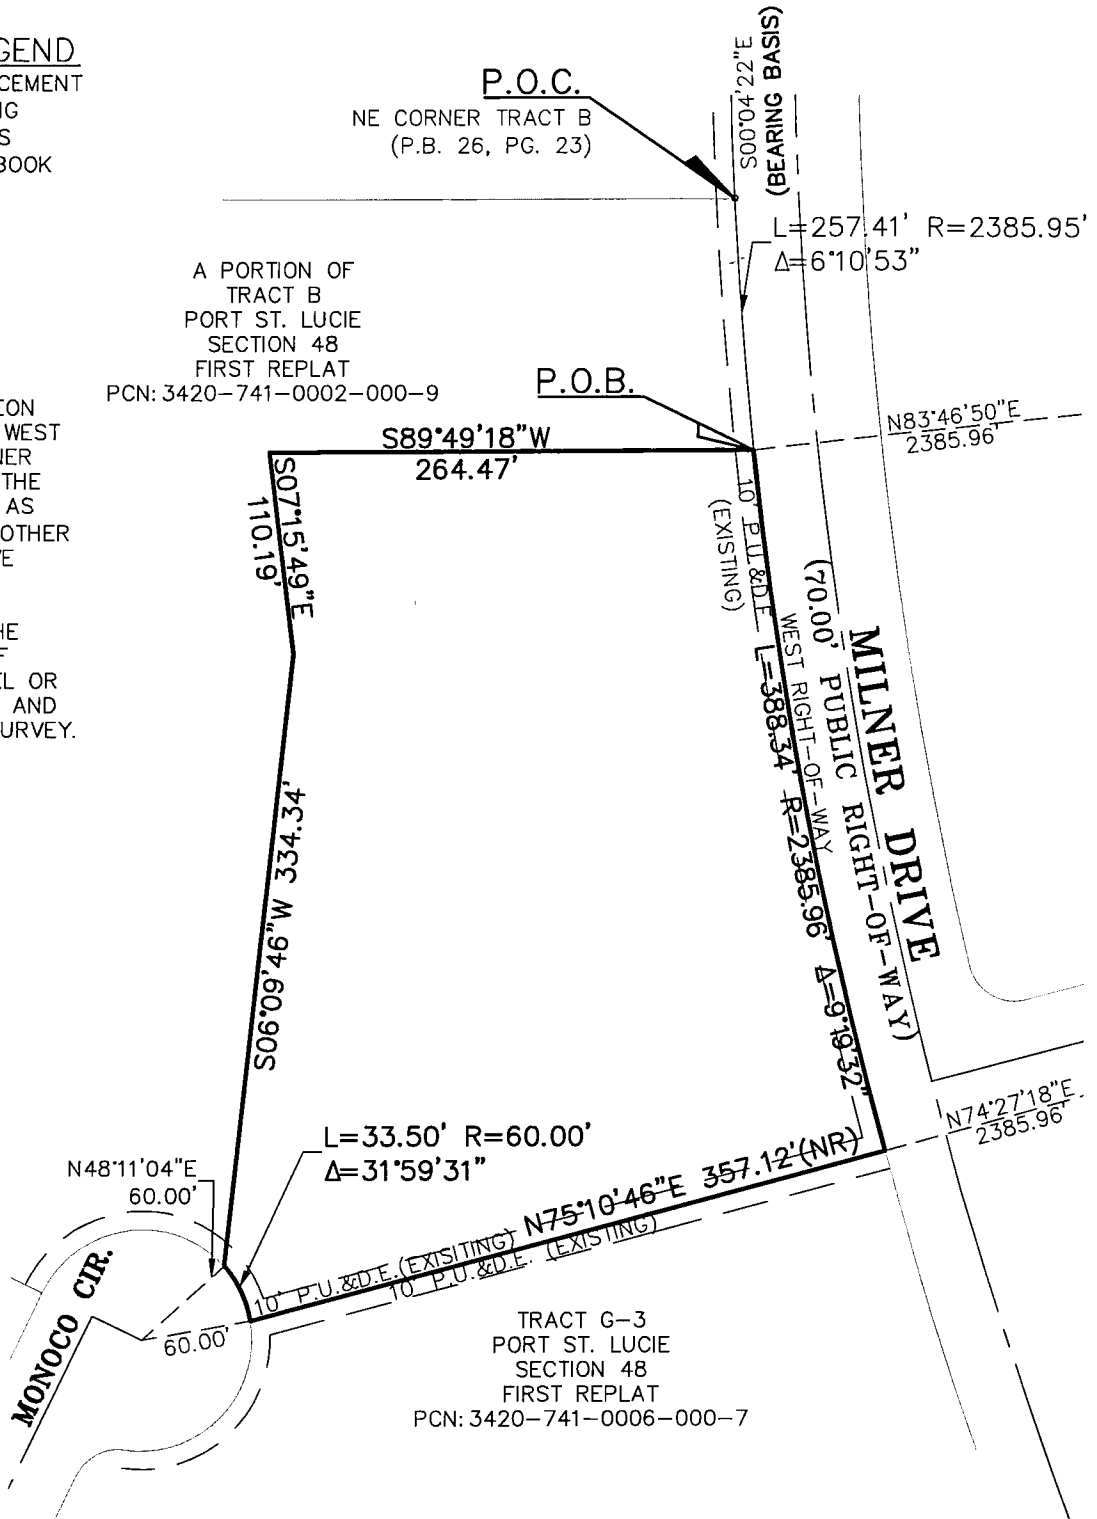 GEND
CEMENT
NG
S
BOOK
P.O.C.
NE CORNER TRACT B
(P.B. 26, PG. 23)
S00°04'22"E
(BEARING BASIS)
L=257.41' R=2385.95'
Δ=6°10'53"
A PORTION OF
TRACT B
PORT ST. LUCIE
SECTION 48
FIRST REPLAT
PCN: 3420-741-0002-000-9
P.O.B.
EON
WEST
NER
THE
AS
OTHER
VE
HE
F
EL OR
AND
URVEY.
N83°46'50"E
2385.96'
S89°49'18"W
264.47'
S07°15'49"E
110.19'
10' P.U.&D.E.
(EXISTING)
L=388.34' R=2385.96' Δ=9°19'32"
WEST RIGHT-OF-WAY
(70.00' PUBLIC RIGHT-OF-WAY)
MILNER DRIVE
S06°09'46"W 334.34'
N74°27'18"E
2385.96'
L=33.50' R=60.00'
Δ=31°59'31"
N48°11'04"E
60.00'
N75°10'46"E 357.12'(NR)
10' P.U.&D.E.(EXISITING)
10' P.U.&D.E. (EXISTING)
60.00'
MONOCO CIR.
TRACT G-3
PORT ST. LUCIE
SECTION 48
FIRST REPLAT
PCN: 3420-741-0006-000-7